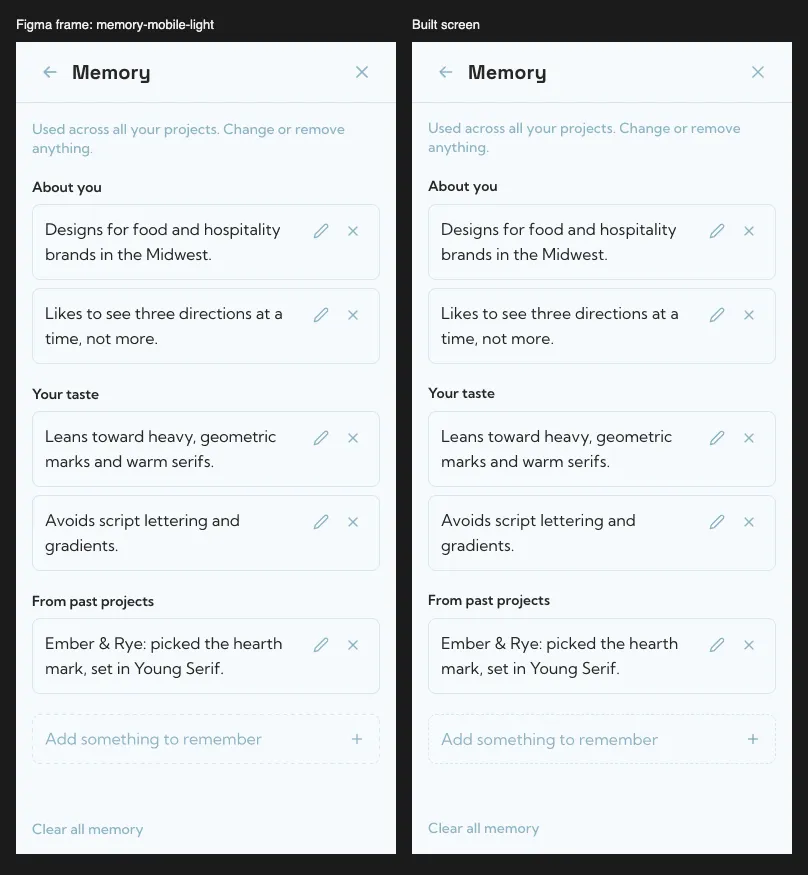 Figma frame: memory-mobile-light
Memory
Used across all your projects. Change or remove
anything.
About you
Designs for food and hospitality
brands in the Midwest.
Likes to see three directions at a
time, not more.
Your taste
Leans toward heavy, geometric
marks and warm serifs.
Avoids script lettering and
gradients.
From past projects
Ember & Rye: picked the hearth
mark, set in Young Serif.
Add something to remember
Clear all memory
Built screen
Memory
Used across all your projects. Change or remove
anything.
About you
Designs for food and hospitality
brands in the Midwest.
Likes to see three directions at a
time, not more.
Your taste
Leans toward heavy, geometric
marks and warm serifs.
Avoids script lettering and
gradients.
From past projects
Ember & Rye: picked the hearth
mark, set in Young Serif.
Add something to remember
Clear all memory